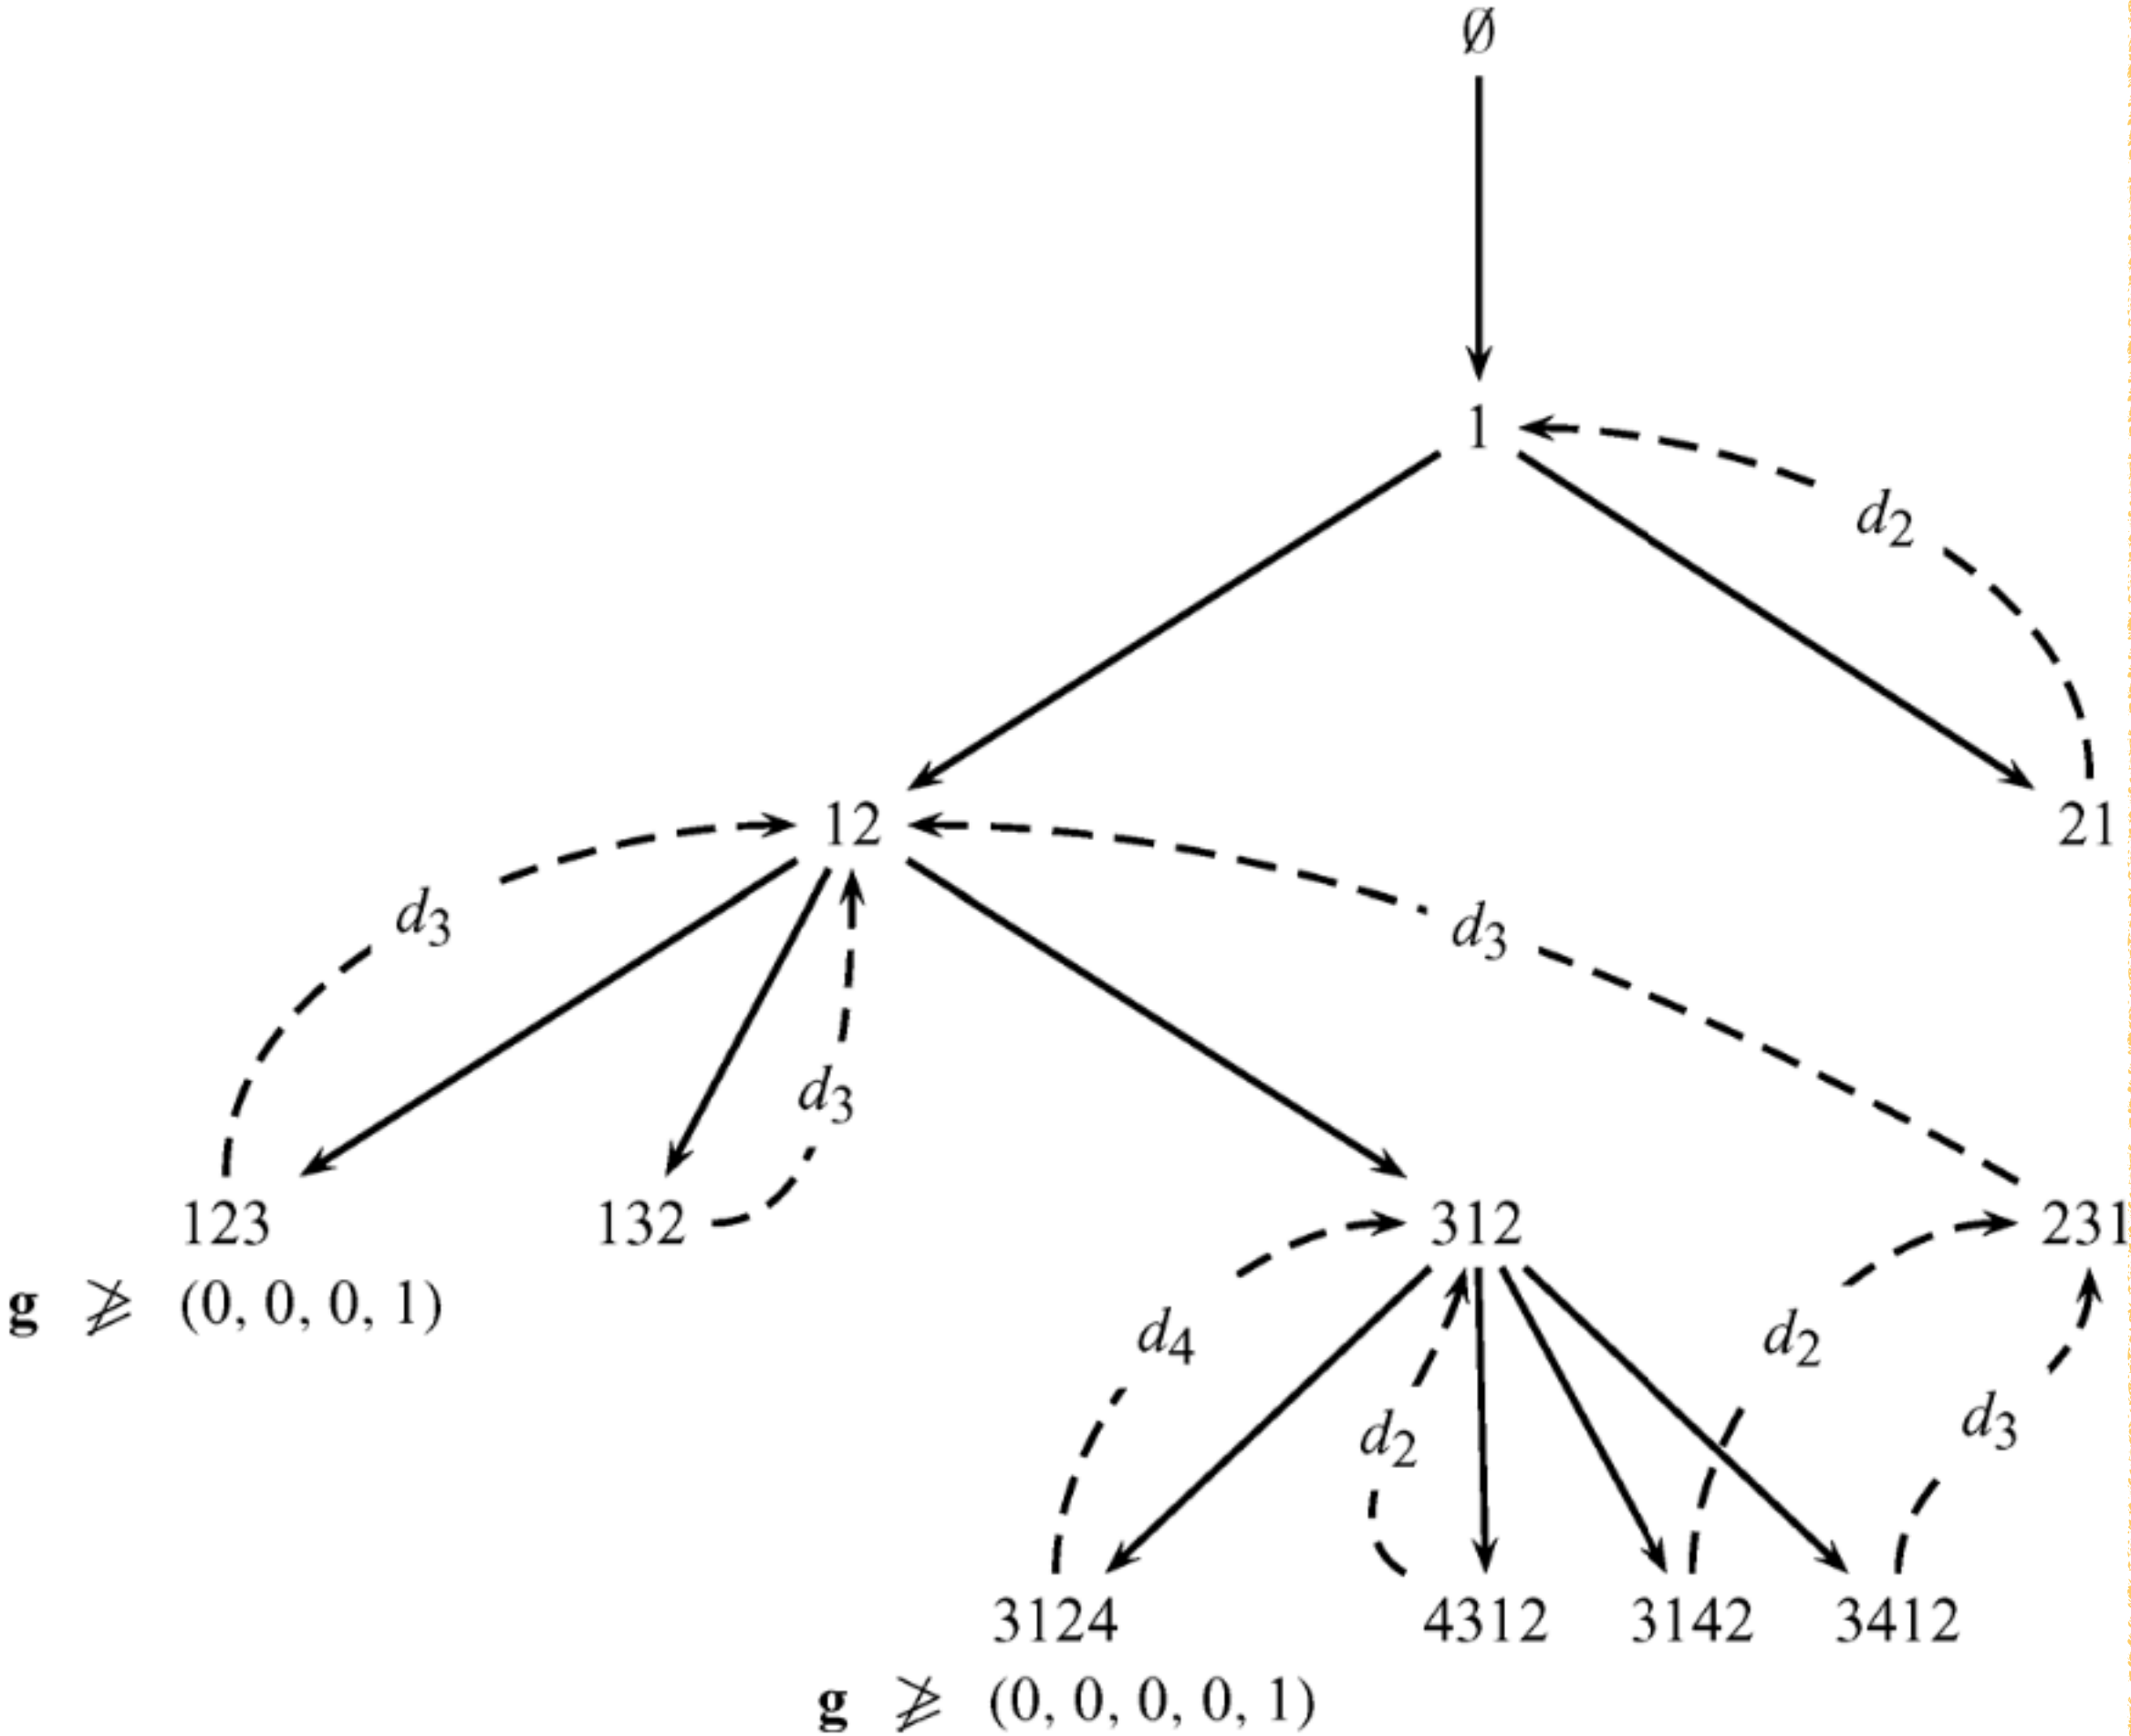 ∅
1
d2
12
21
d3
d3
d3
123
132
312
231
g ≱ (0, 0, 0, 1)
d4
d2
d2
d3
3124
4312
3142
3412
g ≱ (0, 0, 0, 0, 1)